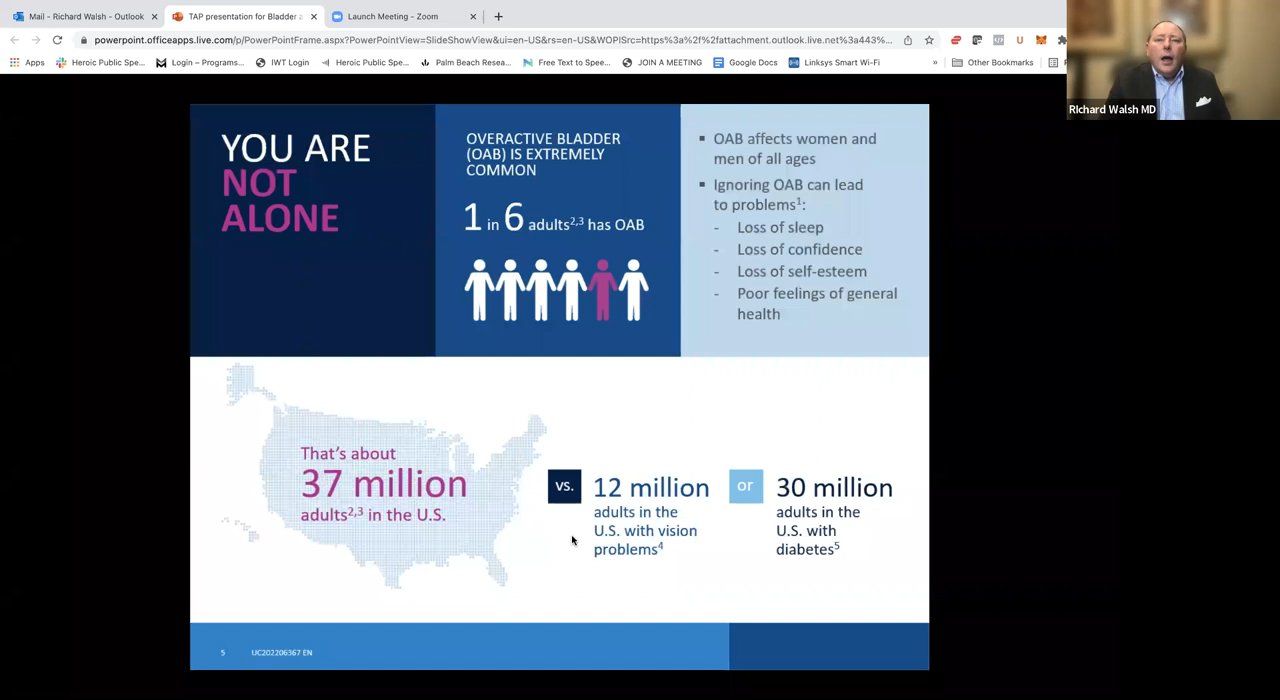 Mail - Richard Walsh - Outlook
TAP presentation for Bladder a
Launch Meeting - Zoom
powerpoint.officeapps.live.com/p/PowerPointFrame.aspx?PowerPointView=SlideShowView&ui=en-US&rs=en-US&WOPISrc=https%3a%2f%2fattachment.outlook.live.net%3a443%...
Apps
Heroic Public Spe...
Login – Programs...
IWT Login
Heroic Public Spe...
Palm Beach Resea...
Free Text to Spee...
JOIN A MEETING
Google Docs
Linksys Smart Wi-Fi
»
Other Bookmarks
RIchard Walsh MD
YOU ARE
NOT
ALONE
OVERACTIVE BLADDER
(OAB) IS EXTREMELY
COMMON
1 in 6 adults2,3 has OAB
▪ OAB affects women and
men of all ages
▪ Ignoring OAB can lead
to problems1:
- Loss of sleep
- Loss of confidence
- Loss of self-esteem
- Poor feelings of general
health
That's about
37 million
adults2,3 in the U.S.
vs.
12 million
adults in the
U.S. with vision
problems4
or
30 million
adults in the
U.S. with
diabetes5
5 UC202206367 EN